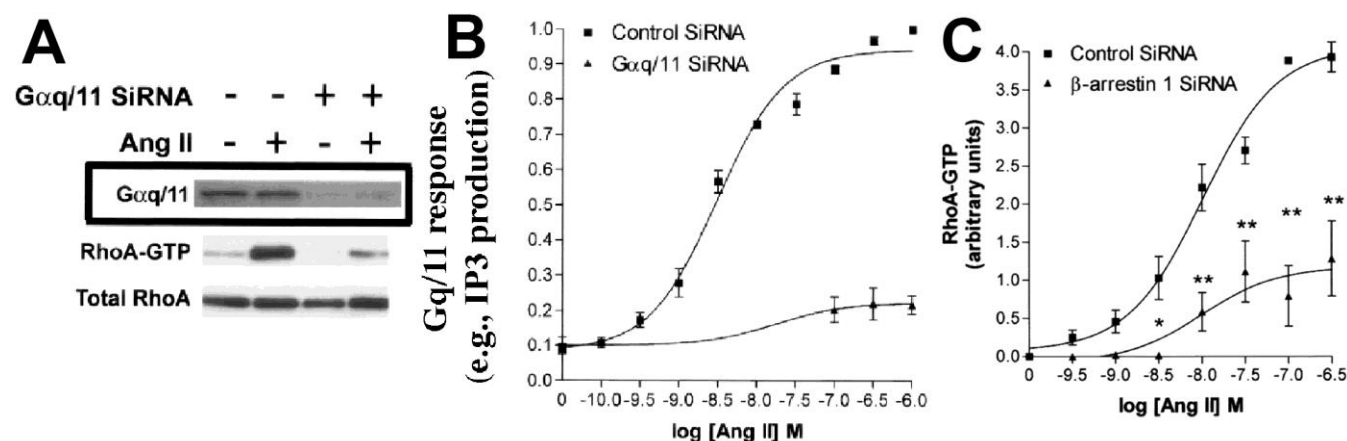 A
Gαq/11 SiRNA - - + +
Ang II - + - +
Gαq/11
RhoA-GTP
Total RhoA
B
Gq/11 response
(e.g., IP3 production)
1.0
0.9
0.8
0.7
0.6
0.5
0.4
0.3
0.2
0.1
0.0
Control SiRNA
Gαq/11 SiRNA
0 -10.0 -9.5 -9.0 -8.5 -8.0 -7.5 -7.0 -6.5 -6.0
log [Ang II] M
C
RhoA-GTP
(arbitrary units)
4.0
3.5
3.0
2.5
2.0
1.5
1.0
0.5
0.0
Control SiRNA
β-arrestin 1 SiRNA
* ** ** ** **
0 -9.5 -9.0 -8.5 -8.0 -7.5 -7.0 -6.5
log [Ang II] M